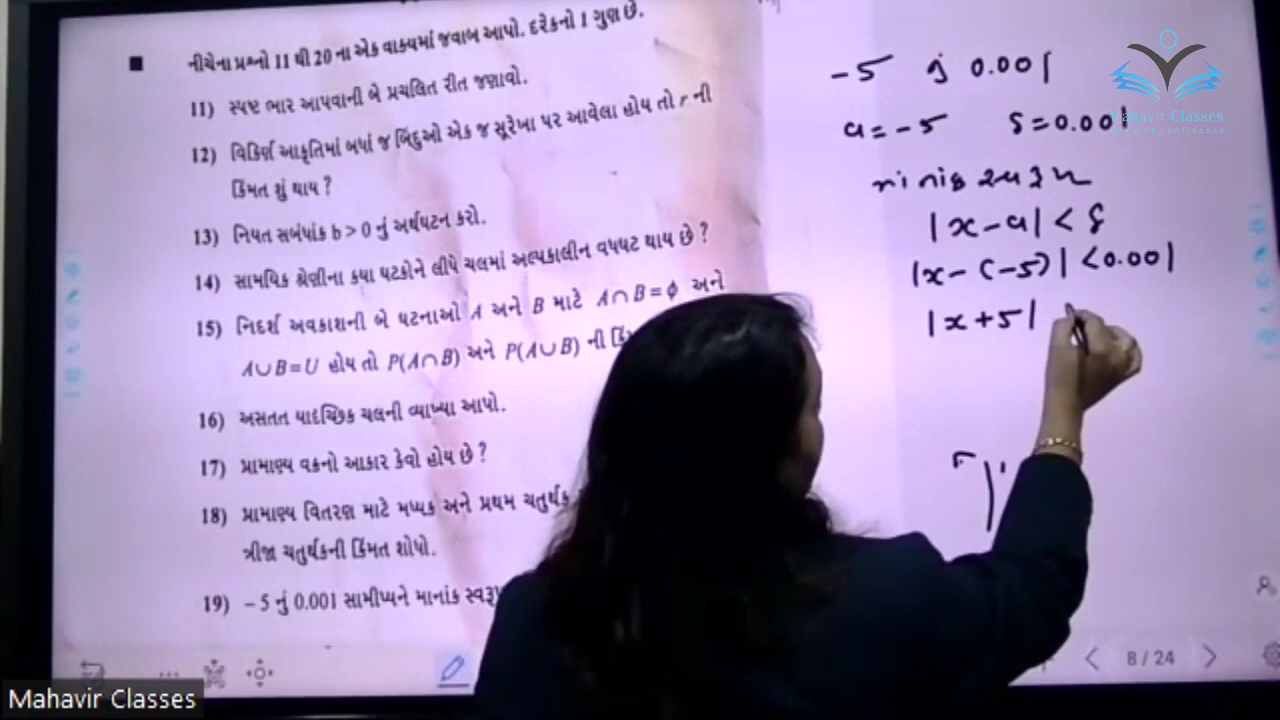 નીચેના પ્રશ્નો 11 થી 20 ના એક વાક્યમાં જવાબ આપો. દરેકનો 1 ગુણ છે.
11) સ્પષ્ટ ભાર આપવાની બે પ્રચલિત રીત જણાવો.
12) વિકિર્ણ આકૃતિમાં બધાં જ બિંદુઓ એક જ સૂરેખા પર આવેલા હોય તો r ની
કિંમત શું થાય ?
13) નિયત સબંધાંક b > 0 નું અર્થઘટન કરો.
14) સામયિક શ્રેણીના કયા ઘટકોને લીધે ચલમાં અલ્પકાલીન વધઘટ થાય છે ?
15) નિદર્શ અવકાશની બે ઘટનાઓ A અને B માટે A∩B=ϕ અને
A∪B=U હોય તો P(A∩B) અને P(A∪B) ની
16) અસતત યાદચ્છિક ચલની વ્યાખ્યા આપો.
17) પ્રામાણ્ય વક્રનો આકાર કેવો હોય છે ?
18) પ્રામાણ્ય વિતરણ માટે મધ્યક અને પ્રથમ ચતુર્થક
ત્રીજા ચતુર્થકની કિંમત શોધો.
19) – 5 નું 0.001 સામીપ્યને માનાંક
-5 નું 0.001
a = -5 δ = 0.001
માનાંક સ્વરૂપ
|x - a| < δ
|x - (-5)| < 0.001
|x + 5|
Mahavir Classes
8 / 24
Mahavir Classes